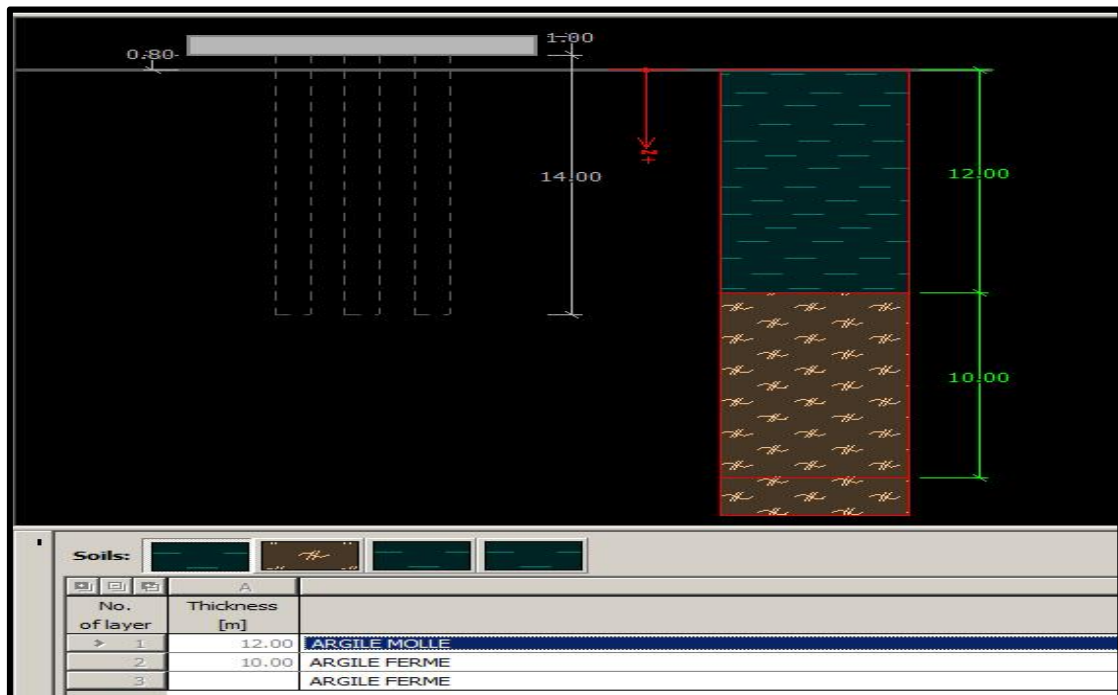 1.00
0.80
+z
14.00
12.00
10.00
Soils:
A
No. of layer Thickness [m]
1 12.00 ARGILE MOLLE
2 10.00 ARGILE FERME
3 ARGILE FERME